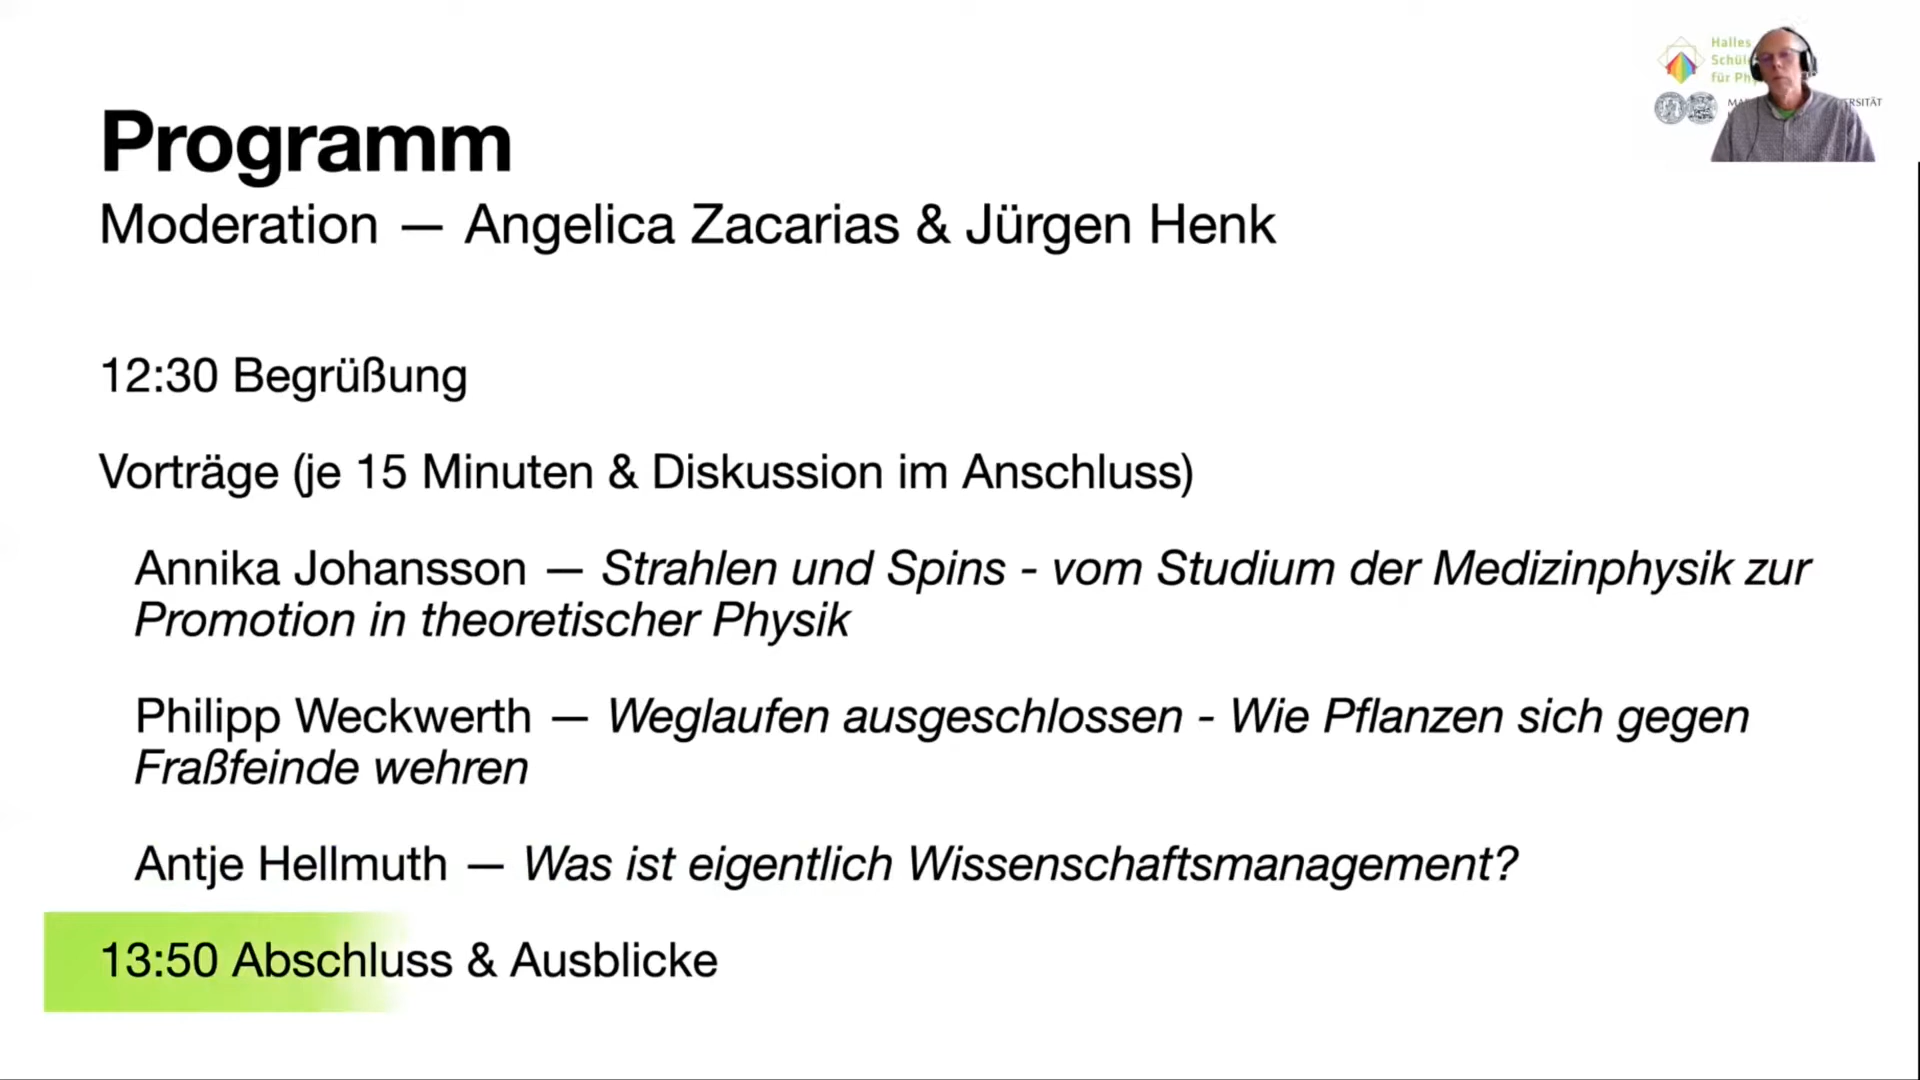 Halles
Programm
Moderation — Angelica Zacarias & Jürgen Henk
12:30 Begrüßung
Vorträge (je 15 Minuten & Diskussion im Anschluss)
Annika Johansson — Strahlen und Spins - vom Studium der Medizinphysik zur
Promotion in theoretischer Physik
Philipp Weckwerth — Weglaufen ausgeschlossen - Wie Pflanzen sich gegen
Fraßfeinde wehren
Antje Hellmuth — Was ist eigentlich Wissenschaftsmanagement?
13:50 Abschluss & Ausblicke